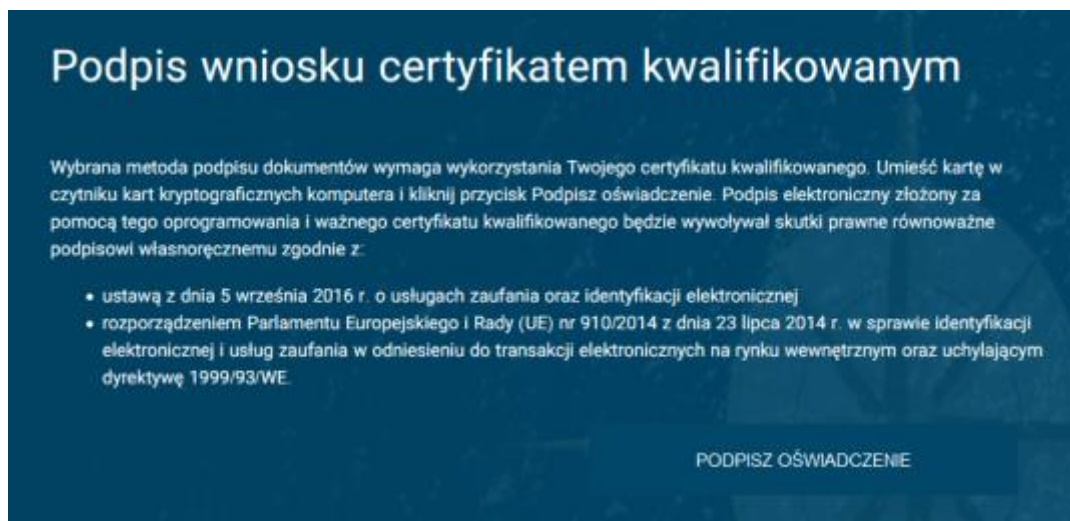 Podpis wniosku certyfikatem kwalifikowanym
Wybrana metoda podpisu dokumentów wymaga wykorzystania Twojego certyfikatu kwalifikowanego. Umieść kartę w
czytniku kart kryptograficznych komputera i kliknij przycisk Podpisz oświadczenie. Podpis elektroniczny złożony za
pomocą tego oprogramowania i ważnego certyfikatu kwalifikowanego będzie wywoływał skutki prawne równoważne
podpisowi własnoręcznemu zgodnie z:
• ustawą z dnia 5 września 2016 r. o usługach zaufania oraz identyfikacji elektronicznej
• rozporządzeniem Parlamentu Europejskiego i Rady (UE) nr 910/2014 z dnia 23 lipca 2014 r. w sprawie identyfikacji
elektronicznej i usług zaufania w odniesieniu do transakcji elektronicznych na rynku wewnętrznym oraz uchylającym
dyrektywę 1999/93/WE.
PODPISZ OŚWIADCZENIE